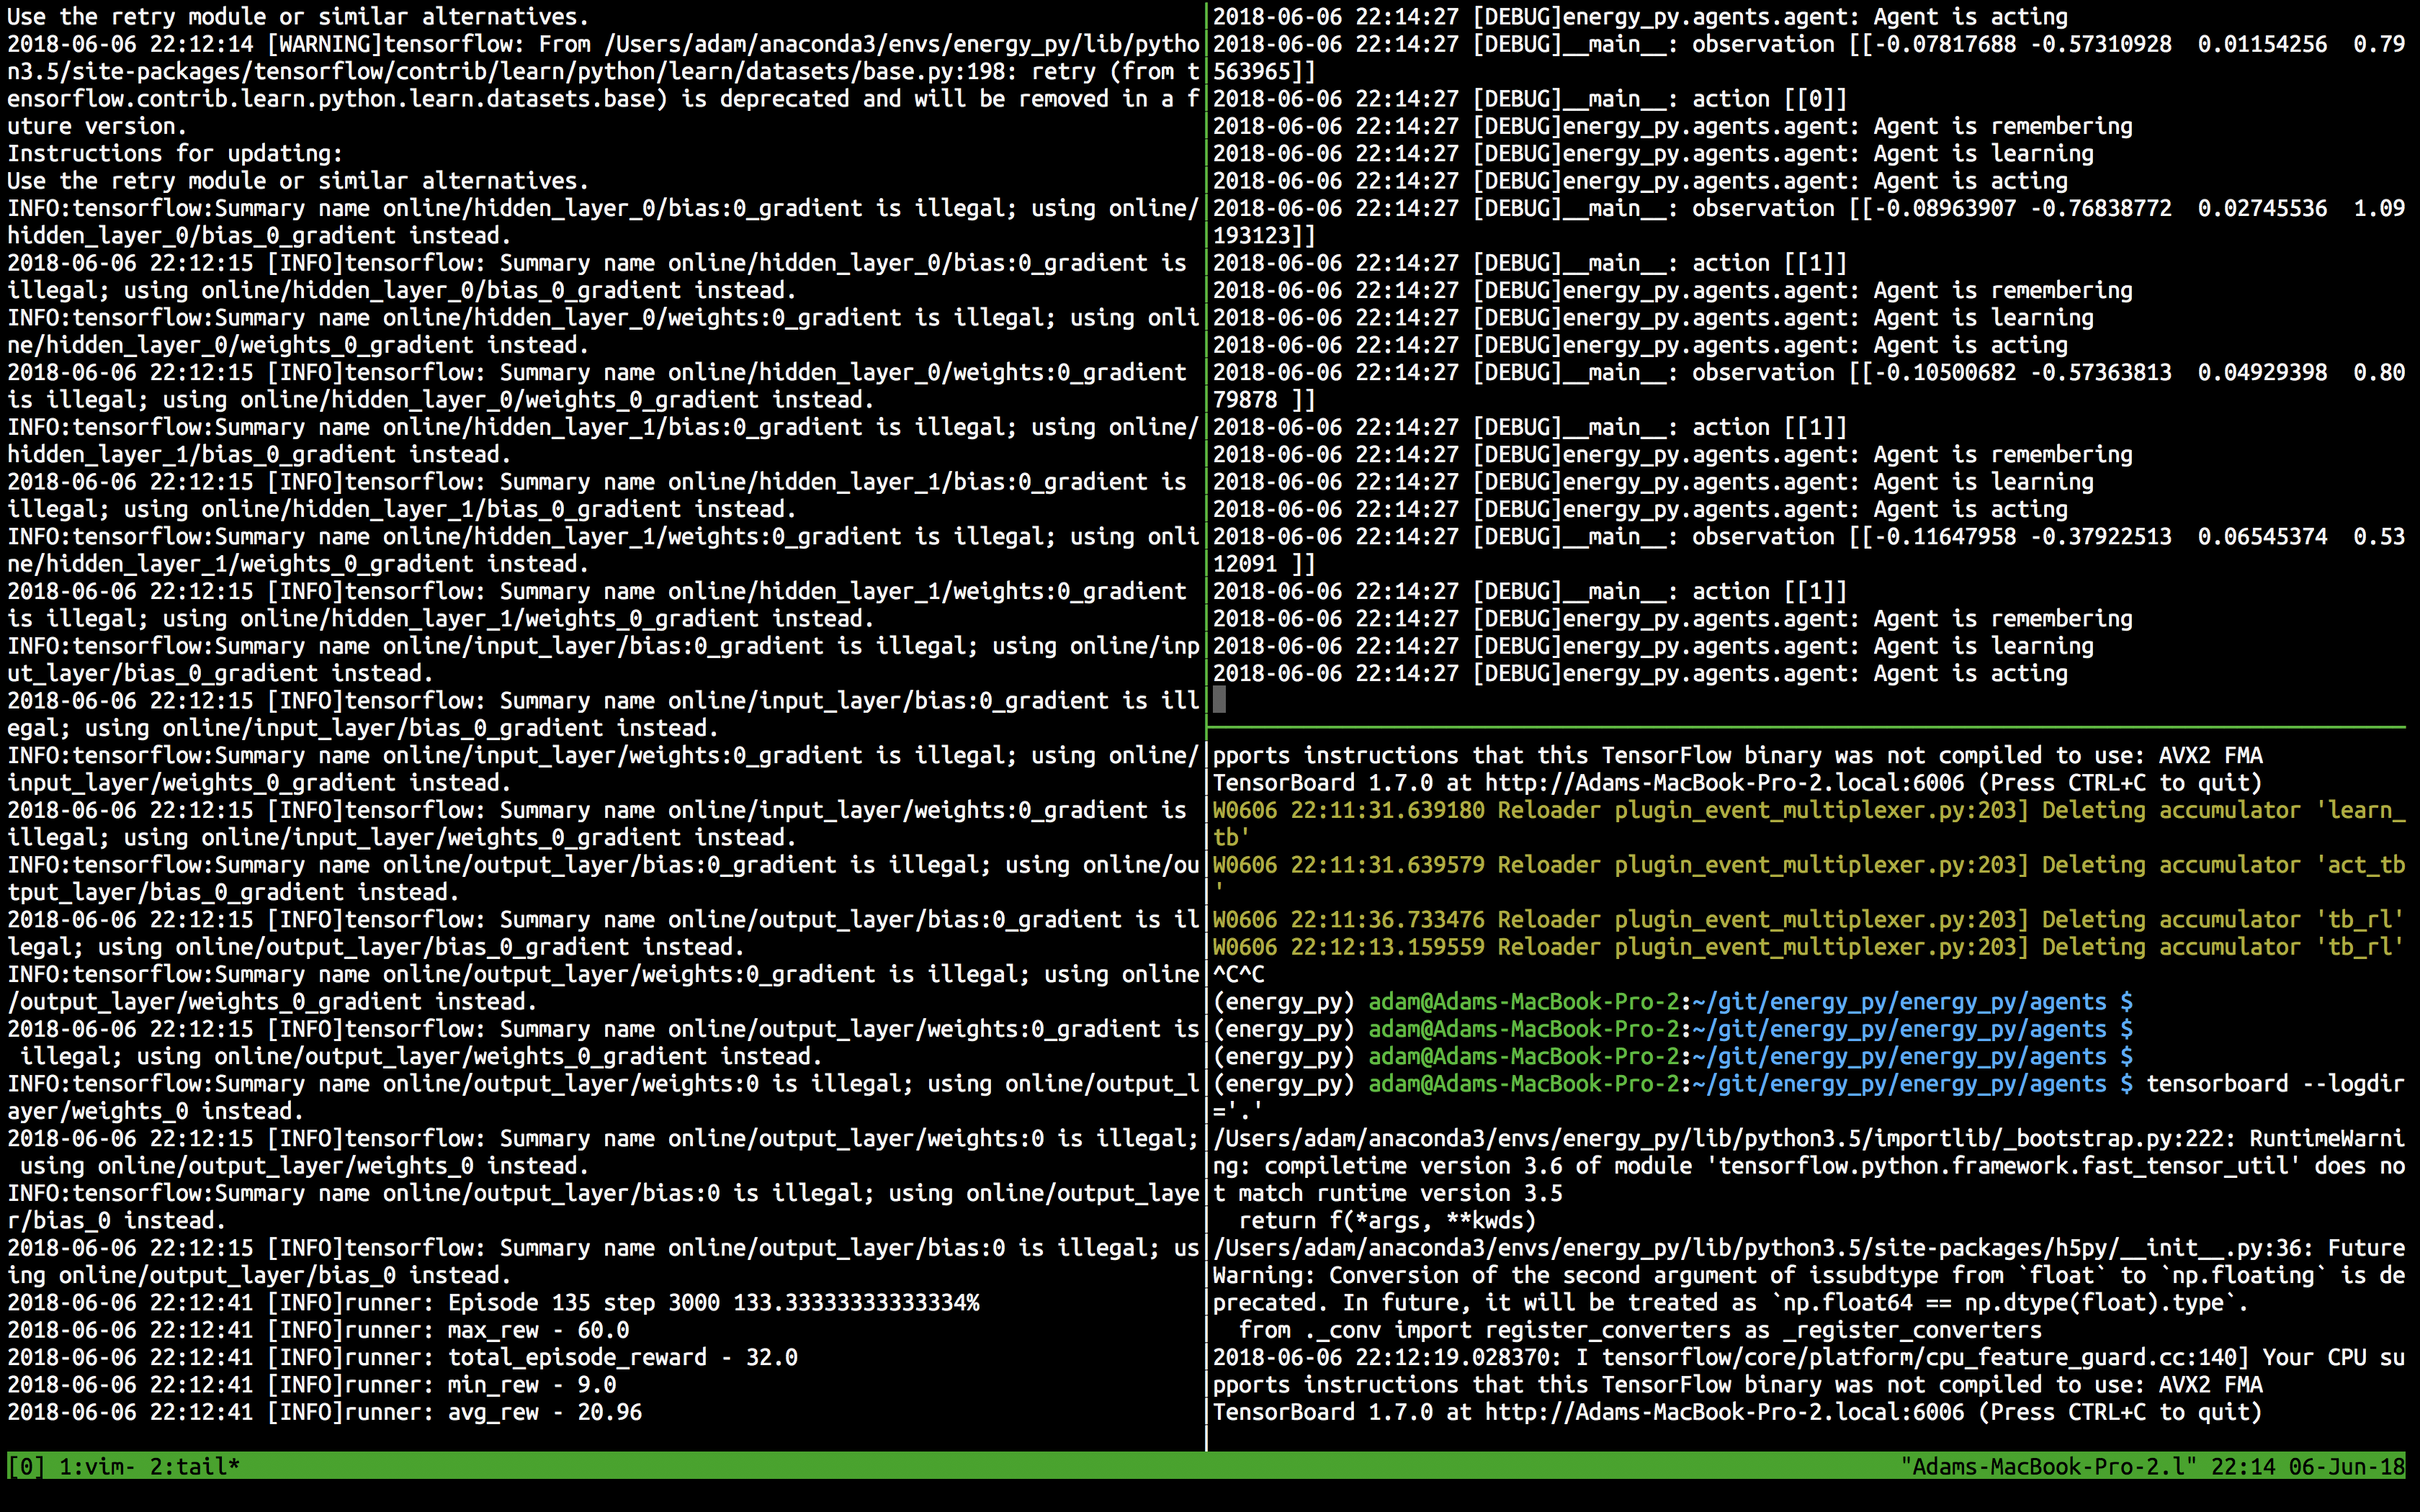 Use the retry module or similar alternatives.
2018-06-06 22:12:14 [WARNING]tensorflow: From /Users/adam/anaconda3/envs/energy_py/lib/pytho
n3.5/site-packages/tensorflow/contrib/learn/python/learn/datasets/base.py:198: retry (from t
ensorflow.contrib.learn.python.learn.datasets.base) is deprecated and will be removed in a f
uture version.
Instructions for updating:
Use the retry module or similar alternatives.
INFO:tensorflow:Summary name online/hidden_layer_0/bias:0_gradient is illegal; using online/
hidden_layer_0/bias_0_gradient instead.
2018-06-06 22:12:15 [INFO]tensorflow: Summary name online/hidden_layer_0/bias:0_gradient is
illegal; using online/hidden_layer_0/bias_0_gradient instead.
INFO:tensorflow:Summary name online/hidden_layer_0/weights:0_gradient is illegal; using onli
ne/hidden_layer_0/weights_0_gradient instead.
2018-06-06 22:12:15 [INFO]tensorflow: Summary name online/hidden_layer_0/weights:0_gradient
is illegal; using online/hidden_layer_0/weights_0_gradient instead.
INFO:tensorflow:Summary name online/hidden_layer_1/bias:0_gradient is illegal; using online/
hidden_layer_1/bias_0_gradient instead.
2018-06-06 22:12:15 [INFO]tensorflow: Summary name online/hidden_layer_1/bias:0_gradient is
illegal; using online/hidden_layer_1/bias_0_gradient instead.
INFO:tensorflow:Summary name online/hidden_layer_1/weights:0_gradient is illegal; using onli
ne/hidden_layer_1/weights_0_gradient instead.
2018-06-06 22:12:15 [INFO]tensorflow: Summary name online/hidden_layer_1/weights:0_gradient
is illegal; using online/hidden_layer_1/weights_0_gradient instead.
INFO:tensorflow:Summary name online/input_layer/bias:0_gradient is illegal; using online/inp
ut_layer/bias_0_gradient instead.
2018-06-06 22:12:15 [INFO]tensorflow: Summary name online/input_layer/bias:0_gradient is ill
egal; using online/input_layer/bias_0_gradient instead.
INFO:tensorflow:Summary name online/input_layer/weights:0_gradient is illegal; using online/
input_layer/weights_0_gradient instead.
2018-06-06 22:12:15 [INFO]tensorflow: Summary name online/input_layer/weights:0_gradient is
illegal; using online/input_layer/weights_0_gradient instead.
INFO:tensorflow:Summary name online/output_layer/bias:0_gradient is illegal; using online/ou
tput_layer/bias_0_gradient instead.
2018-06-06 22:12:15 [INFO]tensorflow: Summary name online/output_layer/bias:0_gradient is il
legal; using online/output_layer/bias_0_gradient instead.
INFO:tensorflow:Summary name online/output_layer/weights:0_gradient is illegal; using online
/output_layer/weights_0_gradient instead.
2018-06-06 22:12:15 [INFO]tensorflow: Summary name online/output_layer/weights:0_gradient is
 illegal; using online/output_layer/weights_0_gradient instead.
INFO:tensorflow:Summary name online/output_layer/weights:0 is illegal; using online/output_l
ayer/weights_0 instead.
2018-06-06 22:12:15 [INFO]tensorflow: Summary name online/output_layer/weights:0 is illegal;
 using online/output_layer/weights_0 instead.
INFO:tensorflow:Summary name online/output_layer/bias:0 is illegal; using online/output_laye
r/bias_0 instead.
2018-06-06 22:12:15 [INFO]tensorflow: Summary name online/output_layer/bias:0 is illegal; us
ing online/output_layer/bias_0 instead.
2018-06-06 22:12:41 [INFO]runner: Episode 135 step 3000 133.33333333333334%
2018-06-06 22:12:41 [INFO]runner: max_rew - 60.0
2018-06-06 22:12:41 [INFO]runner: total_episode_reward - 32.0
2018-06-06 22:12:41 [INFO]runner: min_rew - 9.0
2018-06-06 22:12:41 [INFO]runner: avg_rew - 20.96
2018-06-06 22:14:27 [DEBUG]energy_py.agents.agent: Agent is acting
2018-06-06 22:14:27 [DEBUG]__main__: observation [[-0.07817688 -0.57310928  0.01154256  0.79
563965]]
2018-06-06 22:14:27 [DEBUG]__main__: action [[0]]
2018-06-06 22:14:27 [DEBUG]energy_py.agents.agent: Agent is remembering
2018-06-06 22:14:27 [DEBUG]energy_py.agents.agent: Agent is learning
2018-06-06 22:14:27 [DEBUG]energy_py.agents.agent: Agent is acting
2018-06-06 22:14:27 [DEBUG]__main__: observation [[-0.08963907 -0.76838772  0.02745536  1.09
193123]]
2018-06-06 22:14:27 [DEBUG]__main__: action [[1]]
2018-06-06 22:14:27 [DEBUG]energy_py.agents.agent: Agent is remembering
2018-06-06 22:14:27 [DEBUG]energy_py.agents.agent: Agent is learning
2018-06-06 22:14:27 [DEBUG]energy_py.agents.agent: Agent is acting
2018-06-06 22:14:27 [DEBUG]__main__: observation [[-0.10500682 -0.57363813  0.04929398  0.80
79878 ]]
2018-06-06 22:14:27 [DEBUG]__main__: action [[1]]
2018-06-06 22:14:27 [DEBUG]energy_py.agents.agent: Agent is remembering
2018-06-06 22:14:27 [DEBUG]energy_py.agents.agent: Agent is learning
2018-06-06 22:14:27 [DEBUG]energy_py.agents.agent: Agent is acting
2018-06-06 22:14:27 [DEBUG]__main__: observation [[-0.11647958 -0.37922513  0.06545374  0.53
12091 ]]
2018-06-06 22:14:27 [DEBUG]__main__: action [[1]]
2018-06-06 22:14:27 [DEBUG]energy_py.agents.agent: Agent is remembering
2018-06-06 22:14:27 [DEBUG]energy_py.agents.agent: Agent is learning
2018-06-06 22:14:27 [DEBUG]energy_py.agents.agent: Agent is acting
pports instructions that this TensorFlow binary was not compiled to use: AVX2 FMA
TensorBoard 1.7.0 at http://Adams-MacBook-Pro-2.local:6006 (Press CTRL+C to quit)
W0606 22:11:31.639180 Reloader plugin_event_multiplexer.py:203] Deleting accumulator 'learn_
tb'
W0606 22:11:31.639579 Reloader plugin_event_multiplexer.py:203] Deleting accumulator 'act_tb
'
W0606 22:11:36.733476 Reloader plugin_event_multiplexer.py:203] Deleting accumulator 'tb_rl'
W0606 22:12:13.159559 Reloader plugin_event_multiplexer.py:203] Deleting accumulator 'tb_rl'
^C^C
(energy_py) adam@Adams-MacBook-Pro-2:~/git/energy_py/energy_py/agents $
(energy_py) adam@Adams-MacBook-Pro-2:~/git/energy_py/energy_py/agents $
(energy_py) adam@Adams-MacBook-Pro-2:~/git/energy_py/energy_py/agents $
(energy_py) adam@Adams-MacBook-Pro-2:~/git/energy_py/energy_py/agents $ tensorboard --logdir
='.'
/Users/adam/anaconda3/envs/energy_py/lib/python3.5/importlib/_bootstrap.py:222: RuntimeWarni
ng: compiletime version 3.6 of module 'tensorflow.python.framework.fast_tensor_util' does no
t match runtime version 3.5
  return f(*args, **kwds)
/Users/adam/anaconda3/envs/energy_py/lib/python3.5/site-packages/h5py/__init__.py:36: Future
Warning: Conversion of the second argument of issubdtype from `float` to `np.floating` is de
precated. In future, it will be treated as `np.float64 == np.dtype(float).type`.
  from ._conv import register_converters as _register_converters
2018-06-06 22:12:19.028370: I tensorflow/core/platform/cpu_feature_guard.cc:140] Your CPU su
pports instructions that this TensorFlow binary was not compiled to use: AVX2 FMA
TensorBoard 1.7.0 at http://Adams-MacBook-Pro-2.local:6006 (Press CTRL+C to quit)
[0] 1:vim- 2:tail*
"Adams-MacBook-Pro-2.l" 22:14 06-Jun-18